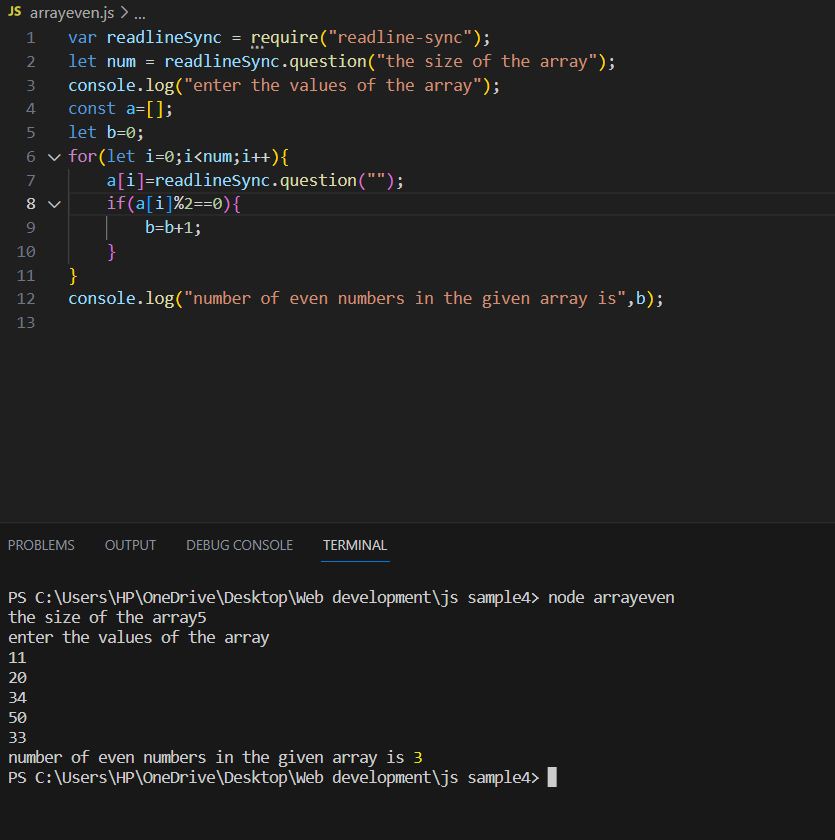 JS arrayeven.js > ...
1 var readlineSync = require("readline-sync");
2 let num = readlineSync.question("the size of the array");
3 console.log("enter the values of the array");
4 const a=[];
5 let b=0;
6 for(let i=0;i<num;i++){
7 a[i]=readlineSync.question("");
8 if(a[i]%2==0){
9 b=b+1;
10 }
11 }
12 console.log("number of even numbers in the given array is",b);
13
PROBLEMS OUTPUT DEBUG CONSOLE TERMINAL
PS C:\Users\HP\OneDrive\Desktop\Web development\js sample4> node arrayeven
the size of the array5
enter the values of the array
11
20
34
50
33
number of even numbers in the given array is 3
PS C:\Users\HP\OneDrive\Desktop\Web development\js sample4>